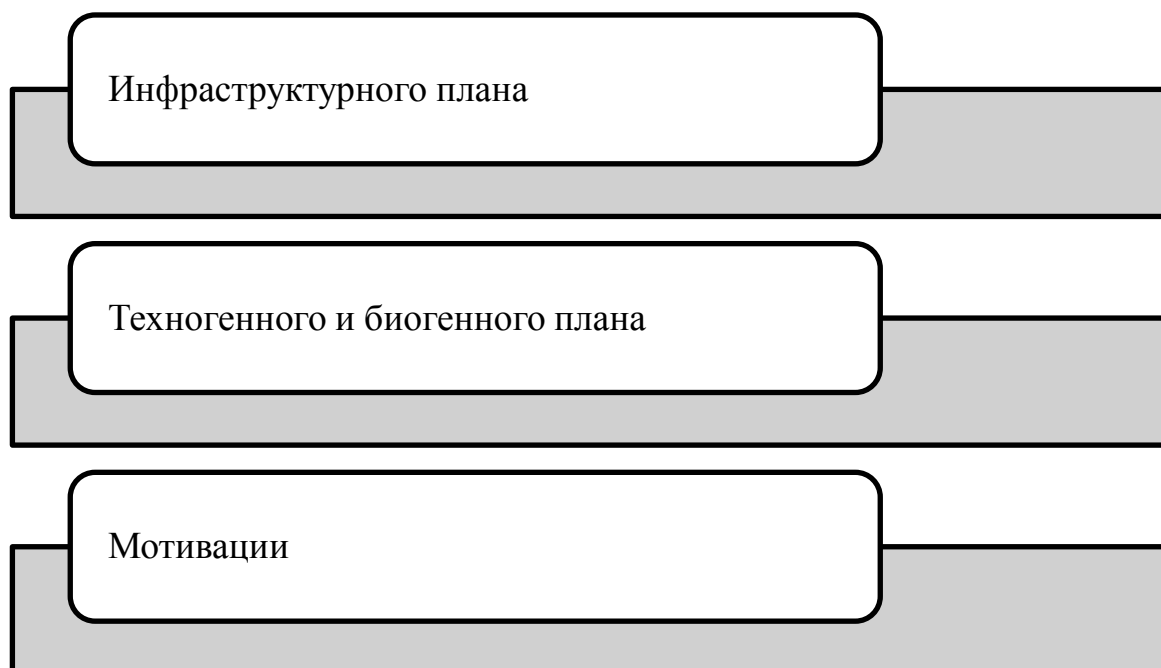 Инфраструктурного плана
Техногенного и биогенного плана
Мотивации